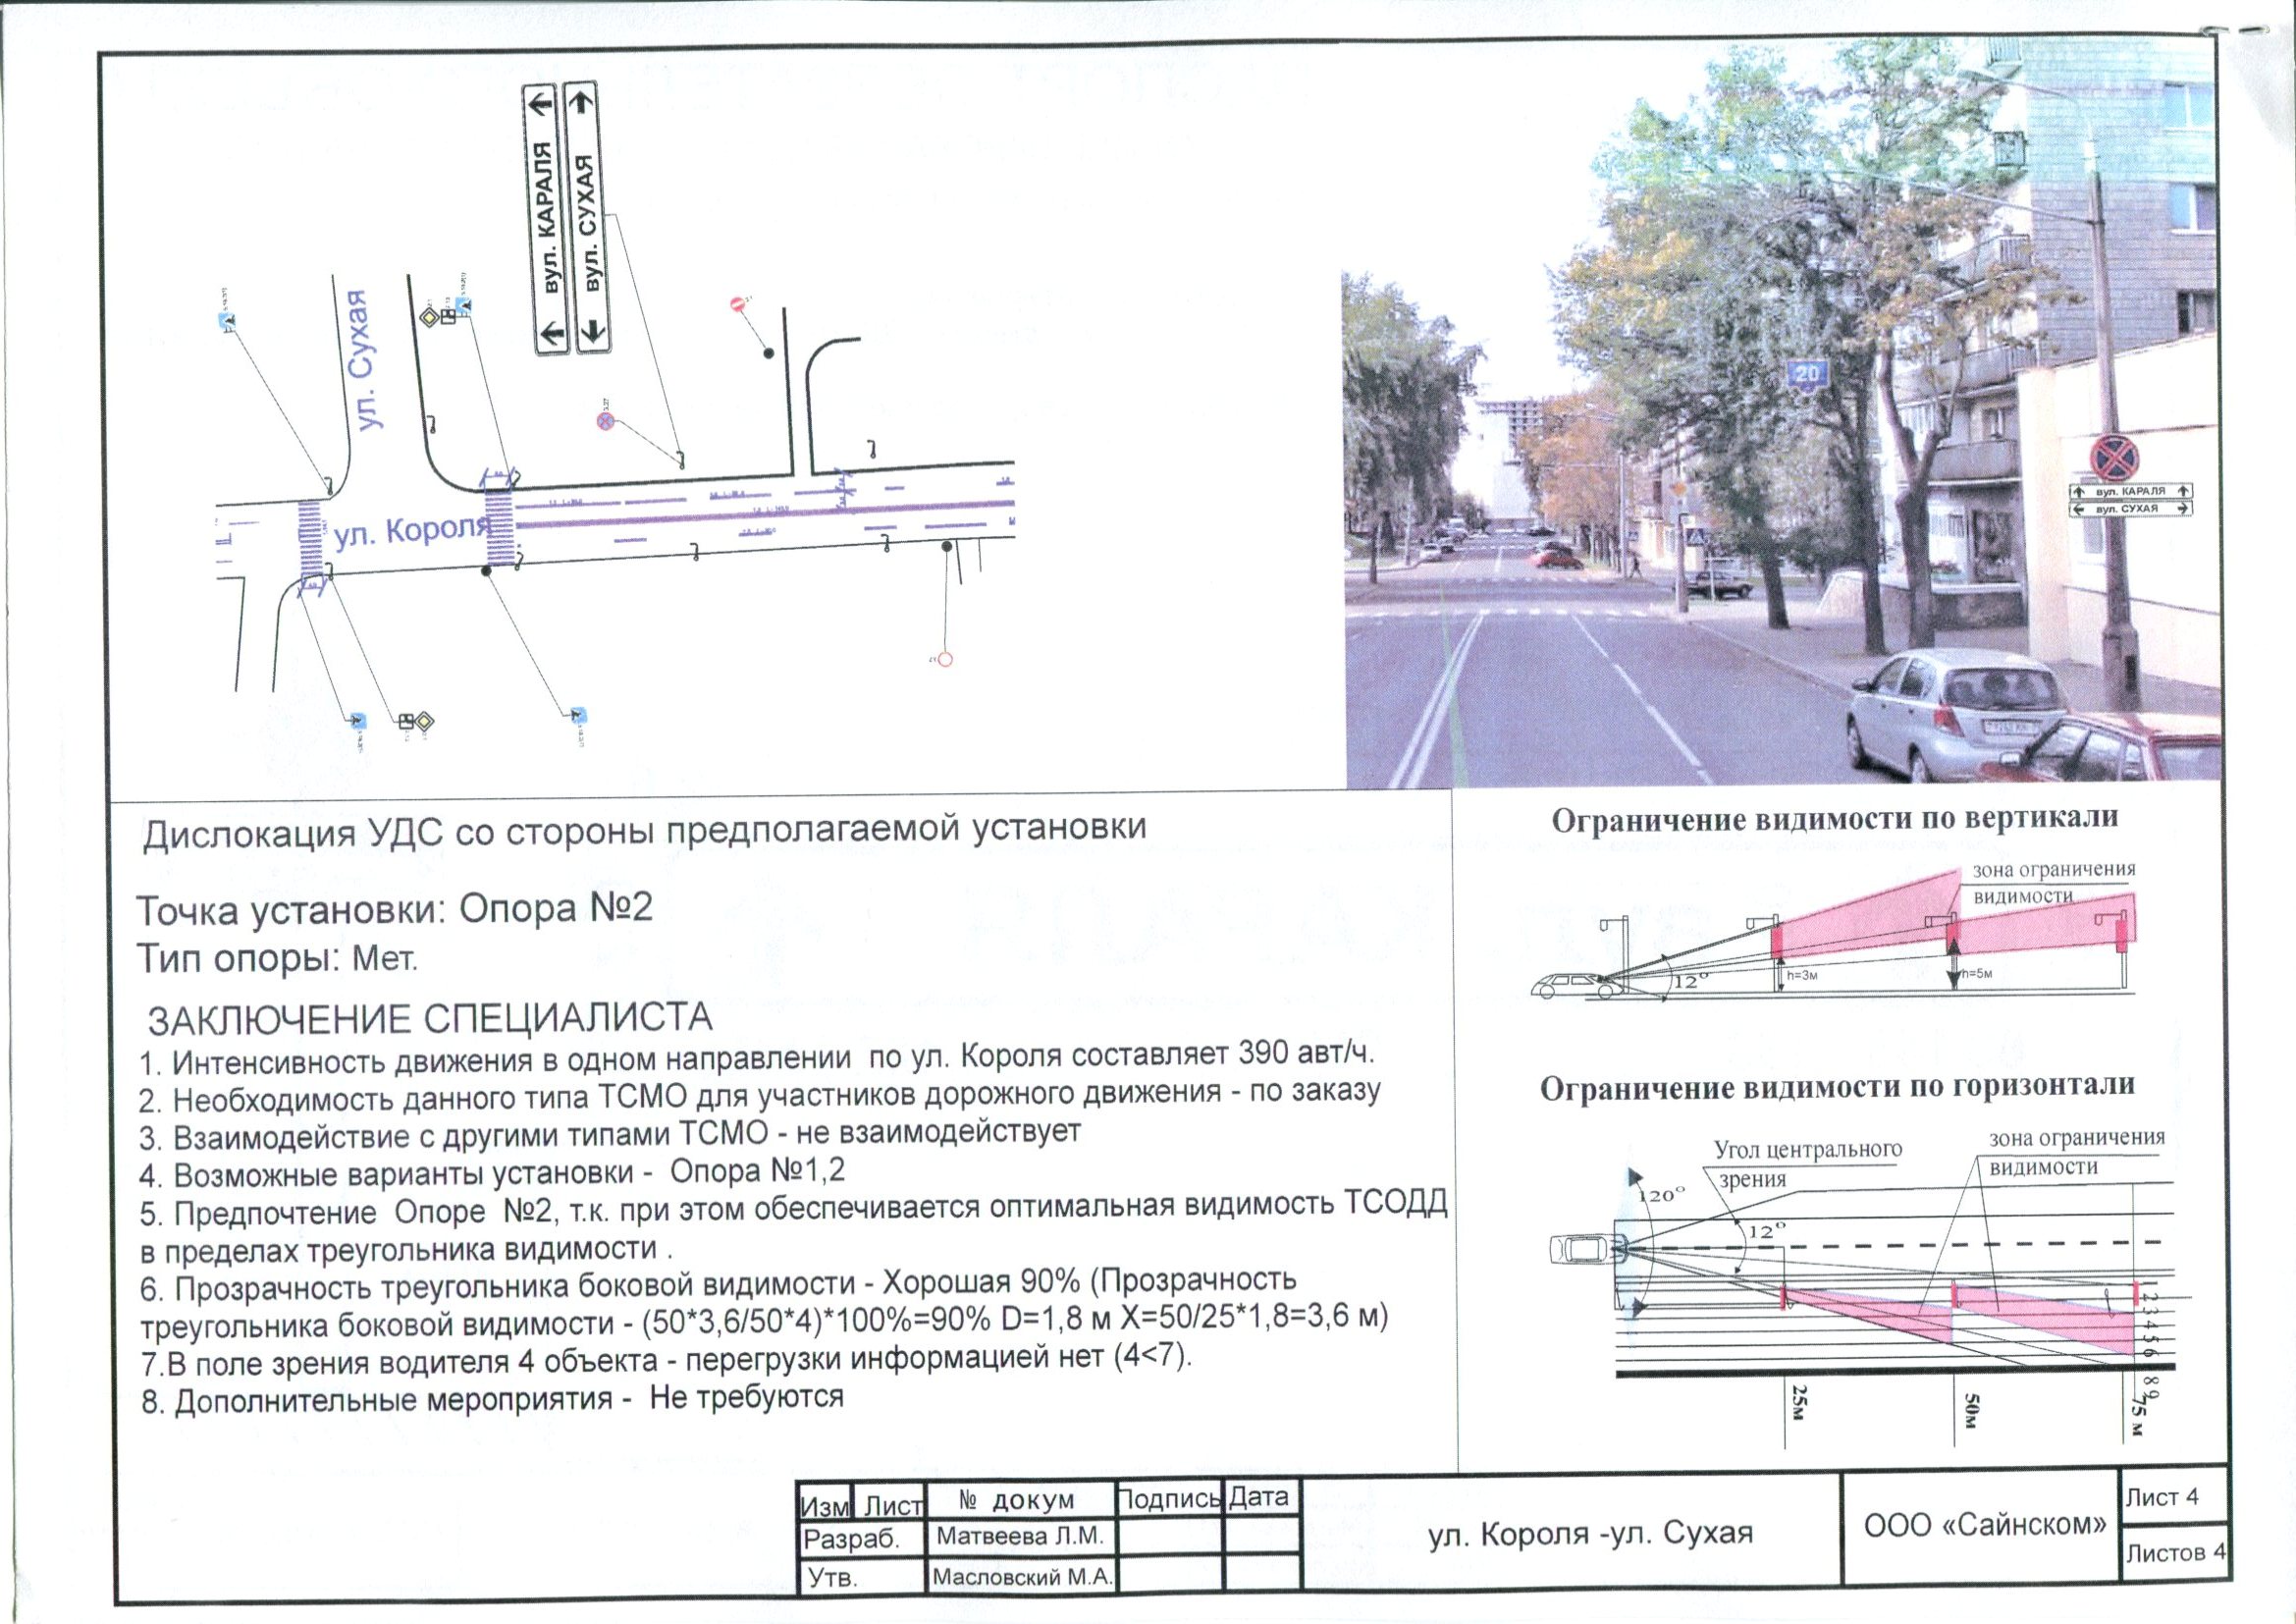 вул. КАРАЛЯ
вул. СУХАЯ
ул. Сухая
ул. Короля
20
вул. КАРАЛЯ
вул. СУХАЯ
Дислокация УДС со стороны предполагаемой установки
Точка установки: Опора №2
Тип опоры: Мет.
ЗАКЛЮЧЕНИЕ СПЕЦИАЛИСТА
1. Интенсивность движения в одном направлении по ул. Короля составляет 390 авт/ч.
2. Необходимость данного типа ТСМО для участников дорожного движения - по заказу
3. Взаимодействие с другими типами ТСМО - не взаимодействует
4. Возможные варианты установки - Опора №1,2
5. Предпочтение Опоре №2, т.к. при этом обеспечивается оптимальная видимость ТСОДД
в пределах треугольника видимости .
6. Прозрачность треугольника боковой видимости - Хорошая 90% (Прозрачность
треугольника боковой видимости - (50*3,6/50*4)*100%=90% D=1,8 м X=50/25*1,8=3,6 м)
7.В поле зрения водителя 4 объекта - перегрузки информацией нет (4<7).
8. Дополнительные мероприятия - Не требуются
Ограничение видимости по вертикали
зона ограничения
видимости
12°
h=3м
h=5м
Ограничение видимости по горизонтали
Угол центрального
зрения
зона ограничения
видимости
120°
12°
1 2 3 4 5 6
8 9
25м
50м
75 м
Изм Лист № докум Подпись Дата
Разраб. Матвеева Л.М.
Утв. Масловский М.А.
ул. Короля -ул. Сухая
ООО «Сайнском»
Лист 4
Листов 4